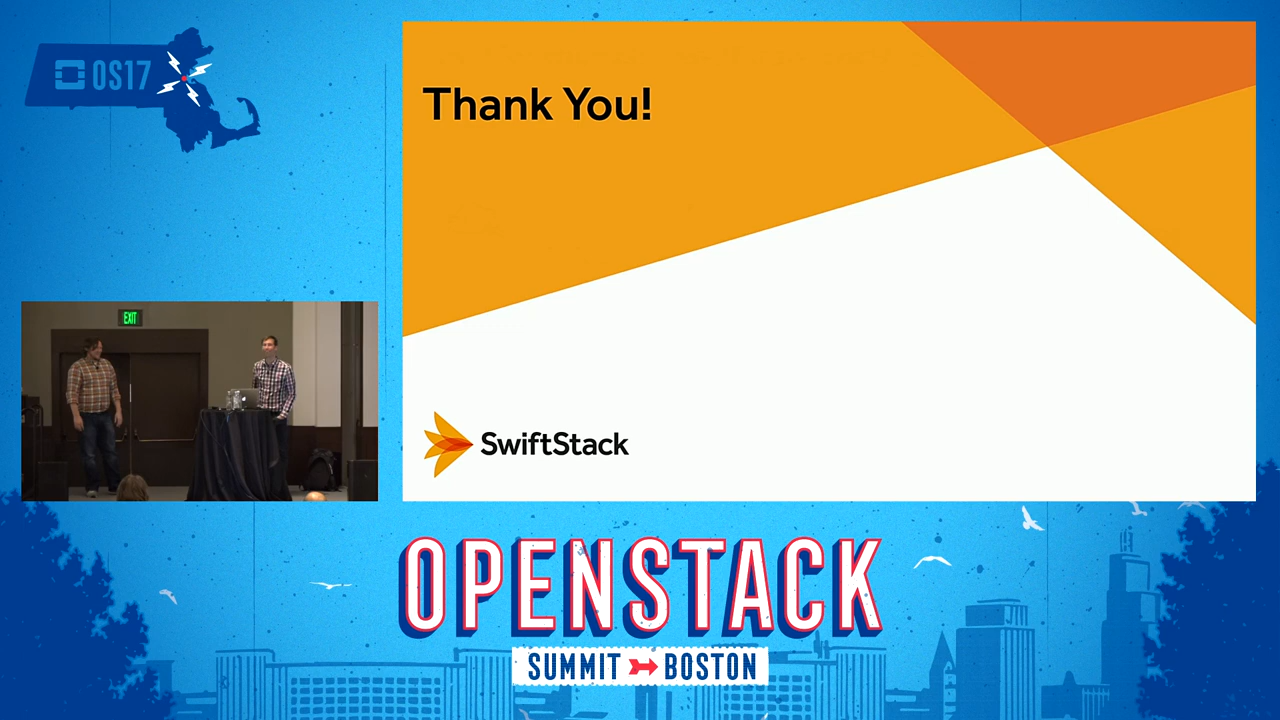 OS17
Thank You!
EXIT
SwiftStack
OPENSTACK
SUMMIT BOSTON